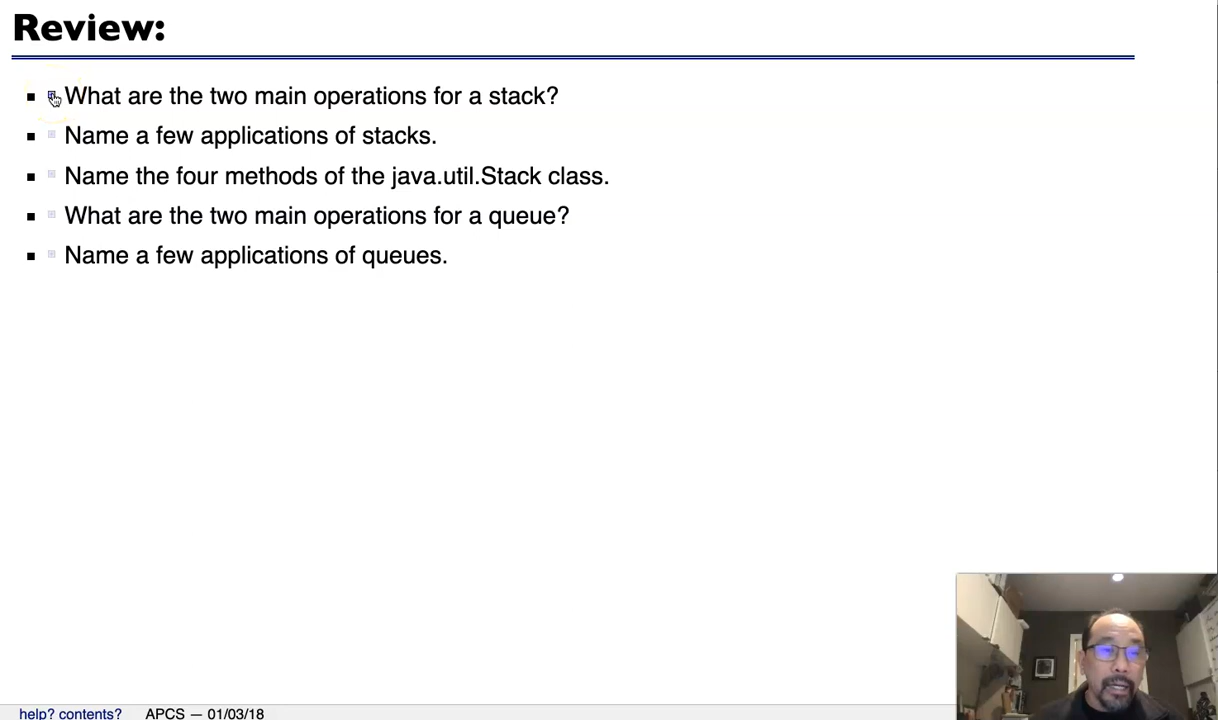 Review:
What are the two main operations for a stack?
Name a few applications of stacks.
Name the four methods of the java.util.Stack class.
What are the two main operations for a queue?
Name a few applications of queues.
help? contents? APCS — 01/03/18